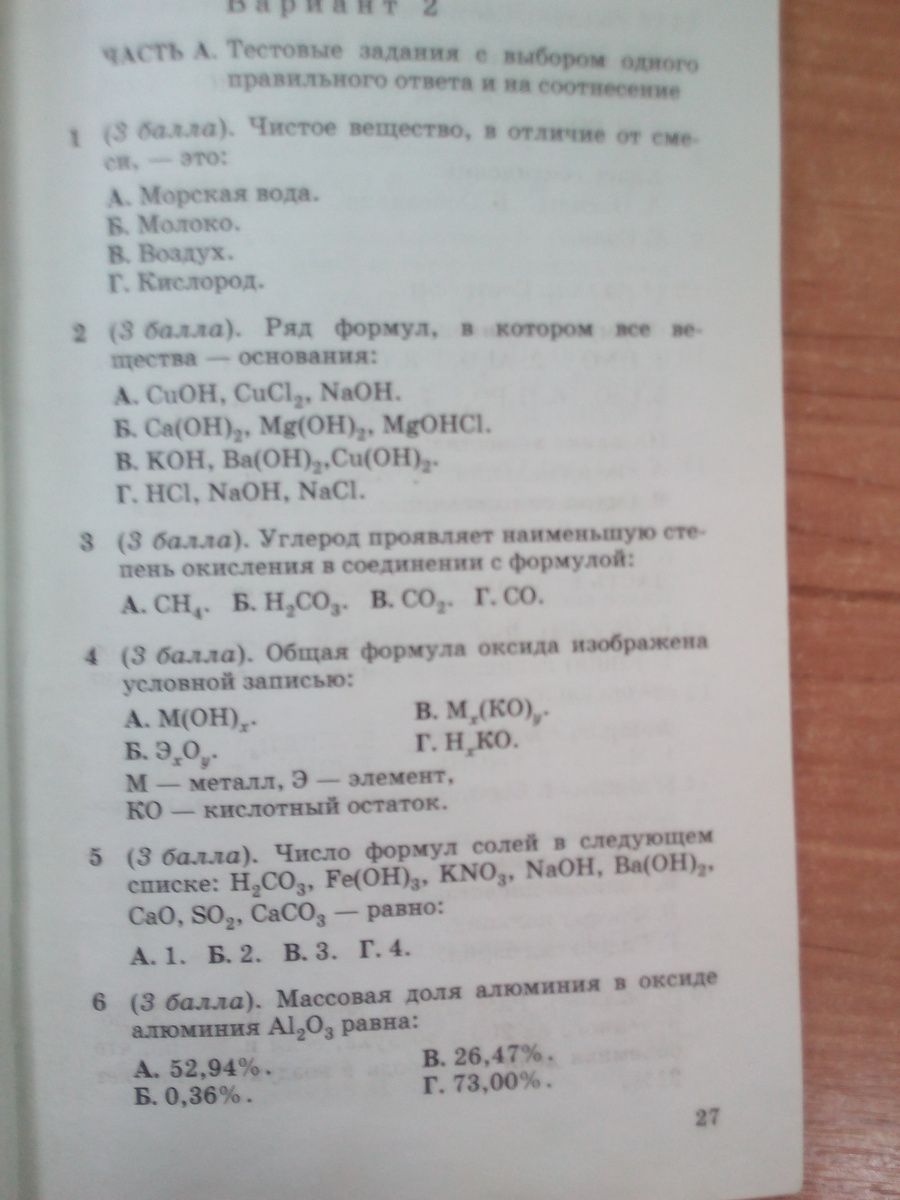 Вариант 2
ЧАСТЬ А. Тестовые задания с выбором одного
правильного ответа и на соотнесение
1 (3 балла). Чистое вещество, в отличие от сме-
си, — это:
А. Морская вода.
Б. Молоко.
В. Воздух.
Г. Кислород.
2 (3 балла). Ряд формул, в котором все ве-
щества — основания:
А. CuOH, CuCl₂, NaOH.
Б. Ca(OH)₂, Mg(OH)₂, MgOHCl.
В. KOH, Ba(OH)₂,Cu(OH)₂.
Г. HCl, NaOH, NaCl.
3 (3 балла). Углерод проявляет наименьшую сте-
пень окисления в соединении с формулой:
А. CH₄. Б. H₂CO₃. В. CO₂. Г. CO.
4 (3 балла). Общая формула оксида изображена
условной записью:
А. M(OH)ₓ. В. Mₓ(КО)ᵧ.
Б. ЭₓOᵧ. Г. HₓКО.
М — металл, Э — элемент,
КО — кислотный остаток.
5 (3 балла). Число формул солей в следующем
списке: H₂CO₃, Fe(OH)₃, KNO₃, NaOH, Ba(OH)₂,
CaO, SO₂, CaCO₃ — равно:
А. 1. Б. 2. В. 3. Г. 4.
6 (3 балла). Массовая доля алюминия в оксиде
алюминия Al₂O₃ равна:
А. 52,94%. В. 26,47%.
Б. 0,36%. Г. 73,00%.
27